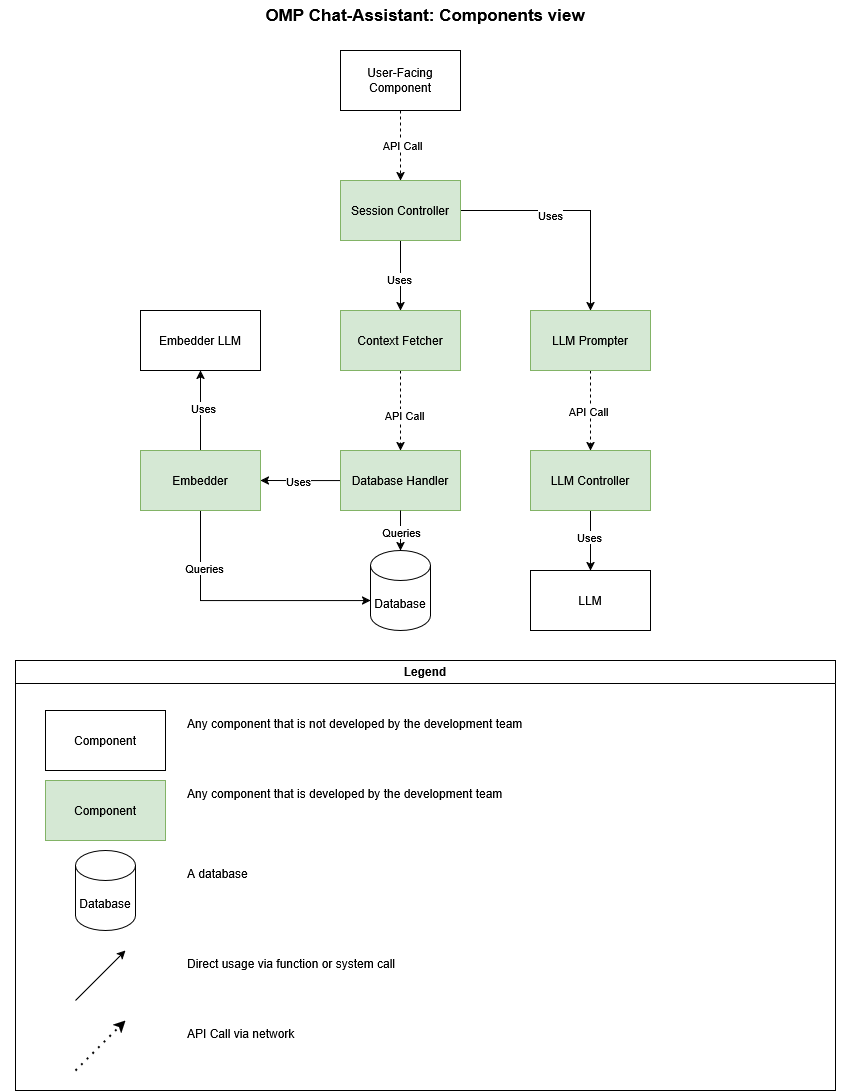 OMP Chat-Assistant: Components view
User-Facing
Component
API Call
Session Controller
Uses
Uses
Embedder LLM
Context Fetcher
LLM Prompter
Uses
API Call
API Call
Embedder
Uses
Database Handler
LLM Controller
Queries
Uses
Queries
Database
LLM
Legend
Component
Any component that is not developed by the development team
Component
Any component that is developed by the development team
Database
A database
Direct usage via function or system call
API Call via network